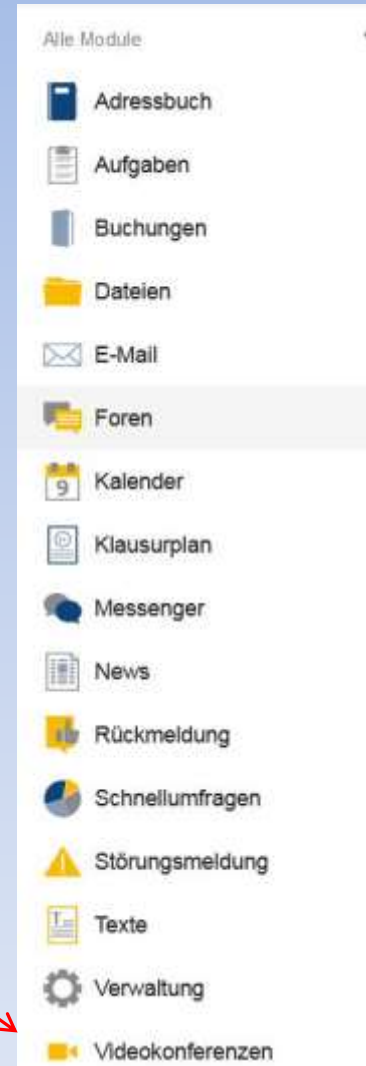 Alle Module
Adressbuch
Aufgaben
Buchungen
Dateien
E-Mail
Foren
9
Kalender
Klausurplan
Messenger
News
Rückmeldung
Schnellumfragen
Störungsmeldung
T
Texte
Verwaltung
Videokonferenzen